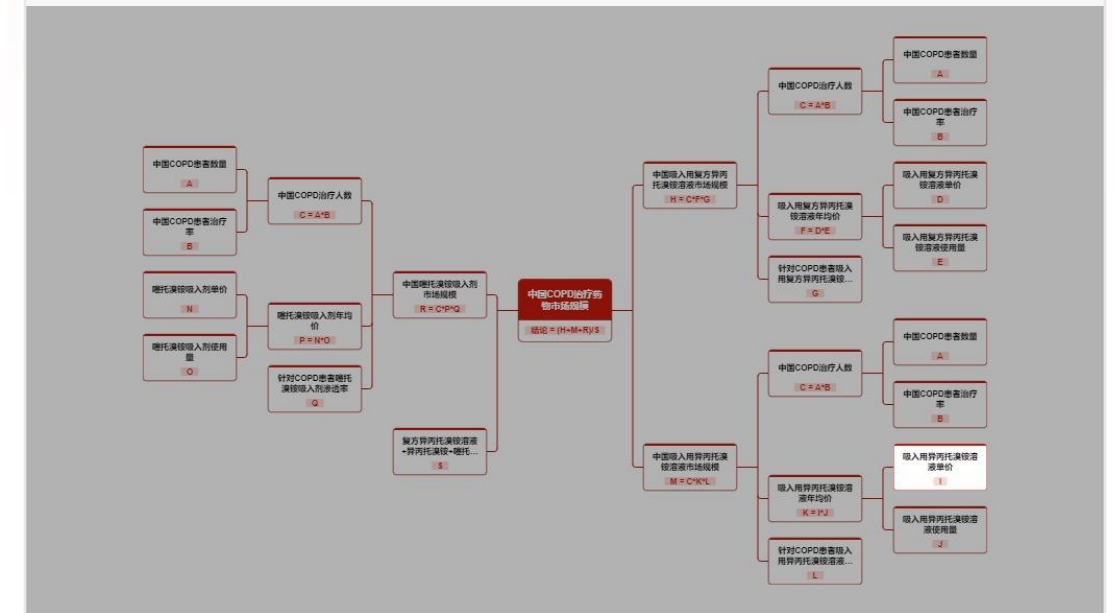 中国COPD患者数量
A
中国COPD患者治疗
率
B
中国COPD治疗人数
C = A*B
噻托溴铵吸入剂单价
N
噻托溴铵吸入剂使用
量
O
噻托溴铵吸入剂年均
价
P = N*O
针对COPD患者噻托
溴铵吸入剂渗透率
Q
中国噻托溴铵吸入剂
市场规模
R = C*P*Q
复方异丙托溴铵溶液
+异丙托溴铵+噻托...
S
中国COPD治疗药
物市场规模
结论 = (H+M+R)/S
中国吸入用复方异丙
托溴铵溶液市场规模
H = C*F*G
中国COPD治疗人数
C = A*B
中国COPD患者数量
A
中国COPD患者治疗
率
B
吸入用复方异丙托溴
铵溶液年均价
F = D*E
吸入用复方异丙托溴
铵溶液单价
D
吸入用复方异丙托溴
铵溶液使用量
E
针对COPD患者吸入
用复方异丙托溴铵...
G
中国吸入用异丙托溴
铵溶液市场规模
M = C*K*L
中国COPD治疗人数
C = A*B
中国COPD患者数量
A
中国COPD患者治疗
率
B
吸入用异丙托溴铵溶
液年均价
K = I*J
吸入用异丙托溴铵溶
液单价
I
吸入用异丙托溴铵溶
液使用量
J
针对COPD患者吸入
用异丙托溴铵溶液...
L